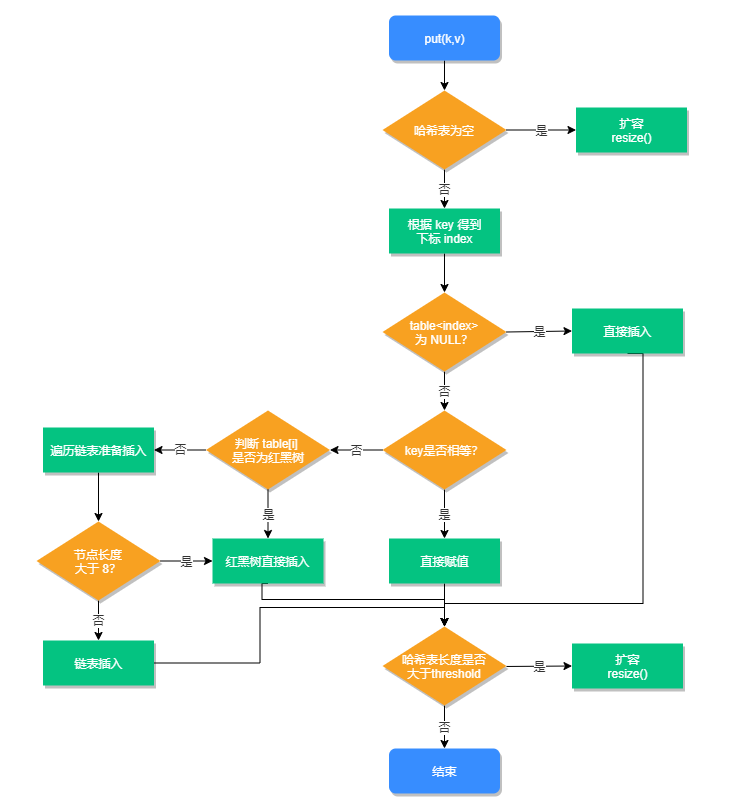 put(k,v)
哈希表为空
是
扩容
resize()
否
根据 key 得到
下标 index
table<index>
为 NULL?
是
直接插入
否
key是否相等?
否
判断 table[i]
是否为红黑树
否
遍历链表准备插入
是
是
节点长度
大于 8?
是
红黑树直接插入
直接赋值
否
链表插入
哈希表长度是否
大于threshold
是
扩容
resize()
否
结束